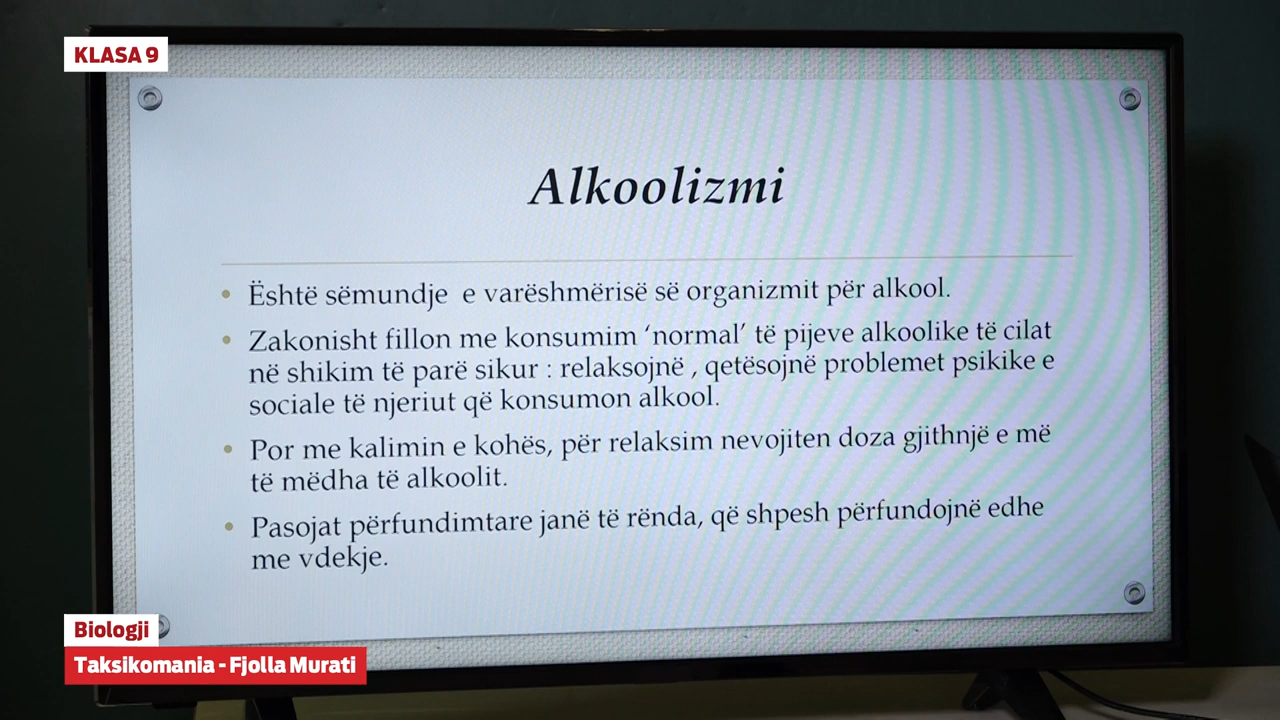 KLASA 9
Alkoolizmi
• Është sëmundje e varëshmërisë së organizmit për alkool.
• Zakonisht fillon me konsumim ‘normal’ të pijeve alkoolike të cilat
në shikim të parë sikur : relaksojnë , qetësojnë problemet psikike e
sociale të njeriut që konsumon alkool.
• Por me kalimin e kohës, për relaksim nevojiten doza gjithnjë e më
të mëdha të alkoolit.
• Pasojat përfundimtare janë të rënda, që shpesh përfundojnë edhe
me vdekje.
Biologji
Taksikomania - Fjolla Murati